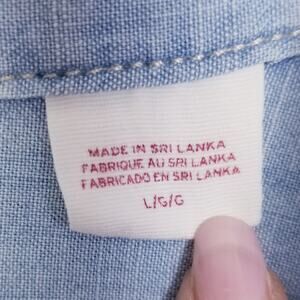 MADE IN SRI LANKA
FABRIQUE AU SRI LANKA
FABRICADO EN SRI LANKA
L/G/G